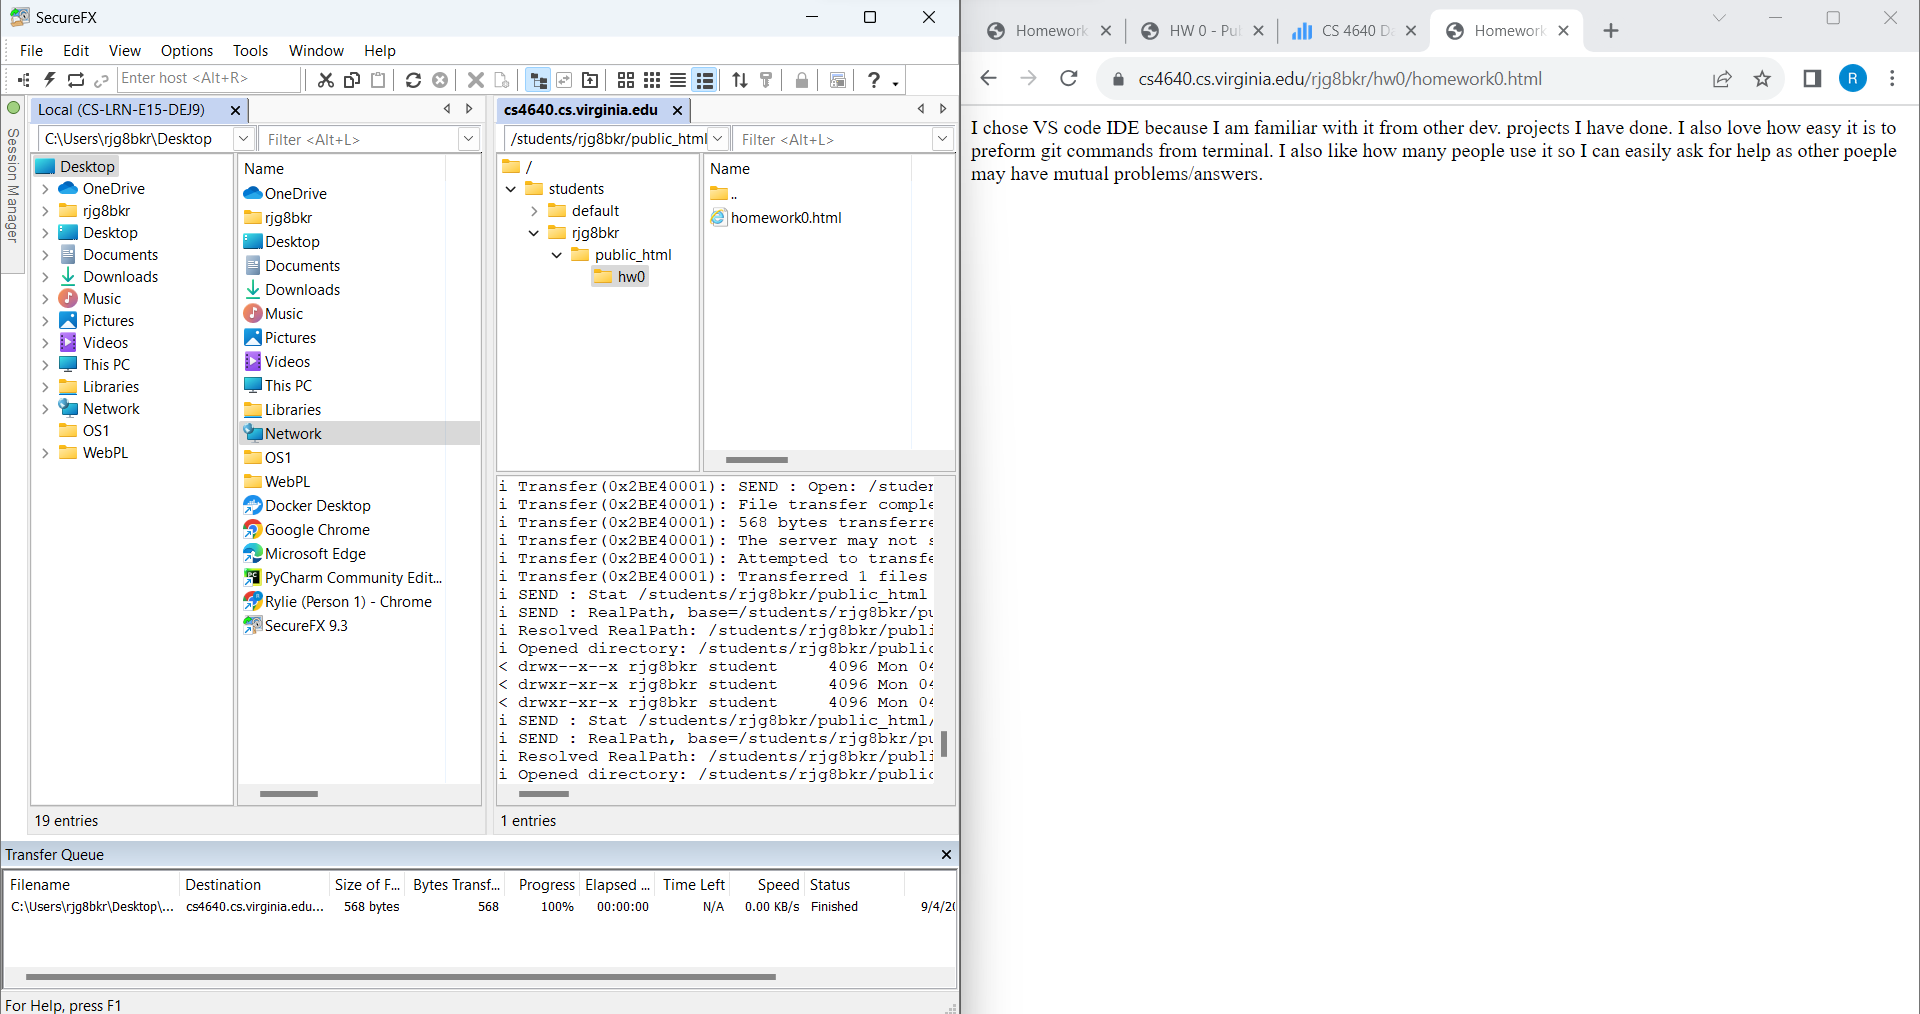 SecureFX
File Edit View Options Tools Window Help
Enter host <Alt+R>
Session Manager
Local (CS-LRN-E15-DEJ9)
C:\Users\rjg8bkr\Desktop
Filter <Alt+L>
Desktop
OneDrive
rjg8bkr
Desktop
Documents
Downloads
Music
Pictures
Videos
This PC
Libraries
Network
OS1
WebPL
Name
OneDrive
rjg8bkr
Desktop
Documents
Downloads
Music
Pictures
Videos
This PC
Libraries
Network
OS1
WebPL
Docker Desktop
Google Chrome
Microsoft Edge
PyCharm Community Edit...
Rylie (Person 1) - Chrome
SecureFX 9.3
19 entries
cs4640.cs.virginia.edu
/students/rjg8bkr/public_html
Filter <Alt+L>
/
students
default
rjg8bkr
public_html
hw0
Name
..
homework0.html
i Transfer(0x2BE40001): SEND : Open: /studer
i Transfer(0x2BE40001): File transfer comple
i Transfer(0x2BE40001): 568 bytes transferre
i Transfer(0x2BE40001): The server may not s
i Transfer(0x2BE40001): Attempted to transfe
i Transfer(0x2BE40001): Transferred 1 files
i SEND : Stat /students/rjg8bkr/public_html
i SEND : RealPath, base=/students/rjg8bkr/pu
i Resolved RealPath: /students/rjg8bkr/publi
i Opened directory: /students/rjg8bkr/public
< drwx--x--x rjg8bkr student 4096 Mon 04
< drwxr-xr-x rjg8bkr student 4096 Mon 04
< drwxr-xr-x rjg8bkr student 4096 Mon 04
i SEND : Stat /students/rjg8bkr/public_html/
i SEND : RealPath, base=/students/rjg8bkr/pu
i Resolved RealPath: /students/rjg8bkr/publi
i Opened directory: /students/rjg8bkr/public
1 entries
Transfer Queue
Filename Destination Size of F... Bytes Transf... Progress Elapsed ... Time Left Speed Status
C:\Users\rjg8bkr\Desktop\... cs4640.cs.virginia.edu... 568 bytes 568 100% 00:00:00 N/A 0.00 KB/s Finished 9/4/20
For Help, press F1
Homework HW 0 - Pub CS 4640 Da Homework
cs4640.cs.virginia.edu/rjg8bkr/hw0/homework0.html
R
I chose VS code IDE because I am familiar with it from other dev. projects I have done. I also love how easy it is to
preform git commands from terminal. I also like how many people use it so I can easily ask for help as other poeple
may have mutual problems/answers.